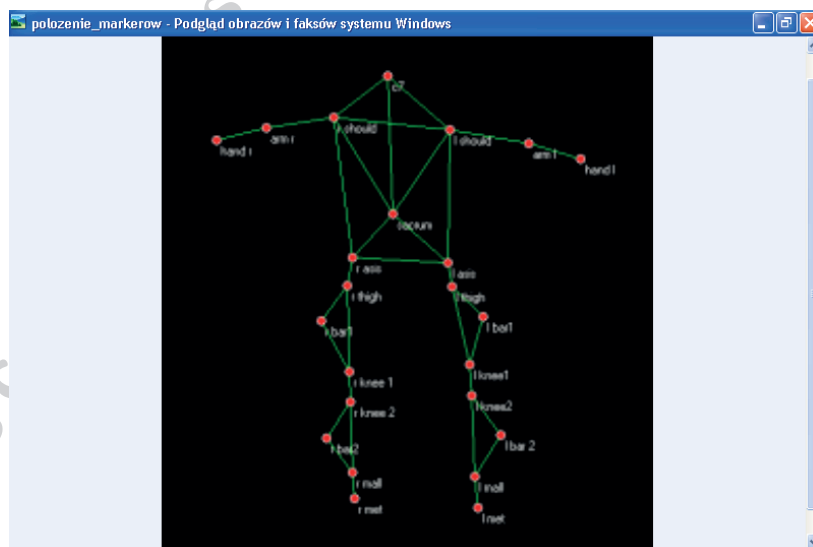 polozenie_markerow - Podgląd obrazów i faksów systemu Windows
c7
r should
l should
arm r
arm l
hand r
hand l
r asis
l asis
r thigh
l thigh
r bar1
l bar1
r knee 1
l knee1
r knee 2
l knee2
r bar2
l bar 2
r mall
l mall
r met
l met